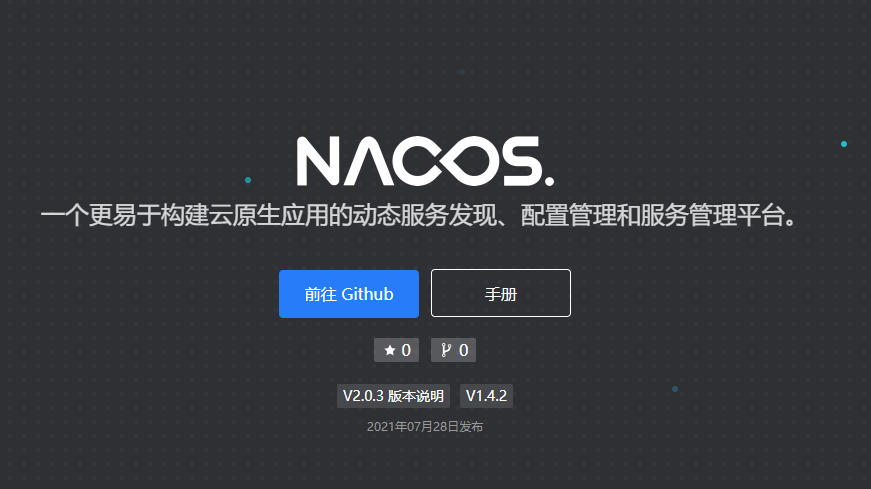 NACOS.
一个更易于构建云原生应用的动态服务发现、配置管理和服务管理平台。
前往 Github
手册
0
0
V2.0.3 版本说明
V1.4.2
2021年07月28日发布